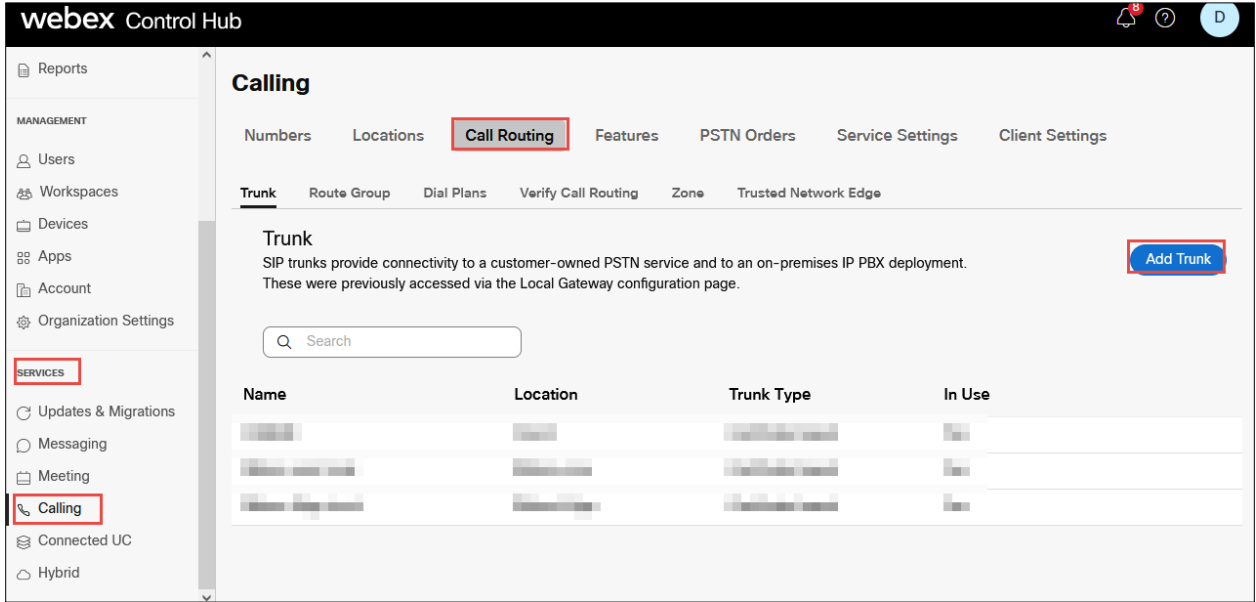 webex Control Hub
8
D
Reports
MANAGEMENT
Users
Workspaces
Devices
Apps
Account
Organization Settings
SERVICES
Updates & Migrations
Messaging
Meeting
Calling
Connected UC
Hybrid
Calling
Numbers Locations Call Routing Features PSTN Orders Service Settings Client Settings
Trunk Route Group Dial Plans Verify Call Routing Zone Trusted Network Edge
Trunk
SIP trunks provide connectivity to a customer-owned PSTN service and to an on-premises IP PBX deployment.
These were previously accessed via the Local Gateway configuration page.
Add Trunk
Search
Name Location Trunk Type In Use